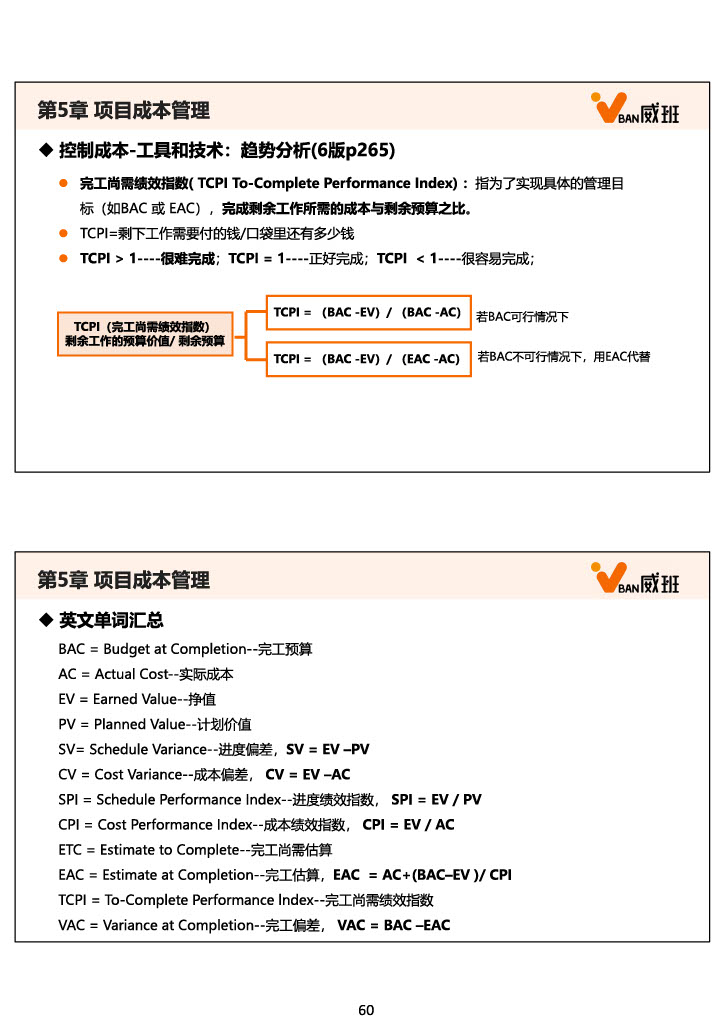 第5章 项目成本管理
VBAN威班
◆ 控制成本-工具和技术：趋势分析(6版p265)
● 完工尚需绩效指数( TCPI To-Complete Performance Index) ：指为了实现具体的管理目
标（如BAC 或 EAC），完成剩余工作所需的成本与剩余预算之比。
● TCPI=剩下工作需要付的钱/口袋里还有多少钱
● TCPI > 1----很难完成；TCPI = 1----正好完成；TCPI < 1----很容易完成；
TCPI（完工尚需绩效指数）
剩余工作的预算价值/ 剩余预算
TCPI = （BAC -EV）/ （BAC -AC）
若BAC可行情况下
TCPI = （BAC -EV）/ （EAC -AC）
若BAC不可行情况下，用EAC代替
第5章 项目成本管理
VBAN威班
◆ 英文单词汇总
BAC = Budget at Completion--完工预算
AC = Actual Cost--实际成本
EV = Earned Value--挣值
PV = Planned Value--计划价值
SV= Schedule Variance--进度偏差，SV = EV –PV
CV = Cost Variance--成本偏差， CV = EV –AC
SPI = Schedule Performance Index--进度绩效指数， SPI = EV / PV
CPI = Cost Performance Index--成本绩效指数， CPI = EV / AC
ETC = Estimate to Complete--完工尚需估算
EAC = Estimate at Completion--完工估算，EAC = AC+(BAC–EV )/ CPI
TCPI = To-Complete Performance Index--完工尚需绩效指数
VAC = Variance at Completion--完工偏差， VAC = BAC –EAC
60